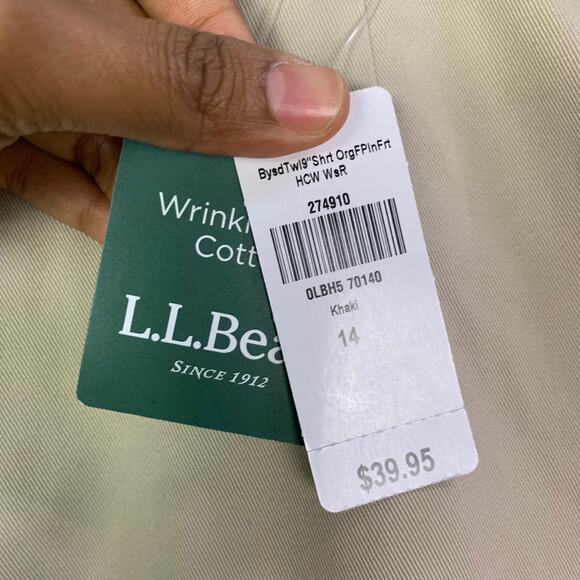 BysdTwl9"Shrt OrgFPlnFrt
HCW WsR
274910
0LBH5 70140
Khaki
14
$39.95
L.L.Bea
SINCE 1912